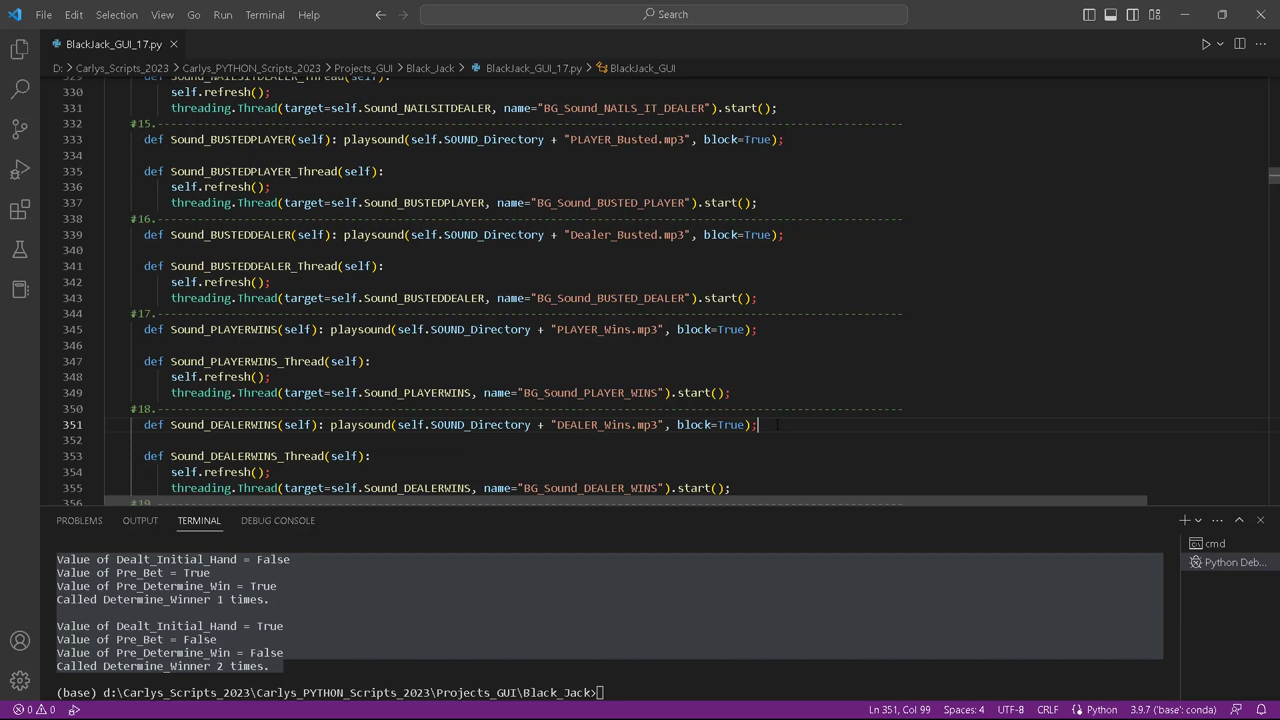 File Edit Selection View Go Run Terminal Help Search
BlackJack_GUI_17.py
D: > Carlys_Scripts_2023 > Carlys_PYTHON_Scripts_2023 > Projects_GUI > Black_Jack > BlackJack_GUI_17.py > BlackJack_GUI
329 def Sound_NAILSITDEALER_Thread(self):
330 self.refresh();
331 threading.Thread(target=self.Sound_NAILSITDEALER, name="BG_Sound_NAILS_IT_DEALER").start();
332 #15.---------------------------------------------------------------------------------------------------------------
333 def Sound_BUSTEDPLAYER(self): playsound(self.SOUND_Directory + "PLAYER_Busted.mp3", block=True);
334
335 def Sound_BUSTEDPLAYER_Thread(self):
336 self.refresh();
337 threading.Thread(target=self.Sound_BUSTEDPLAYER, name="BG_Sound_BUSTED_PLAYER").start();
338 #16.---------------------------------------------------------------------------------------------------------------
339 def Sound_BUSTEDDEALER(self): playsound(self.SOUND_Directory + "Dealer_Busted.mp3", block=True);
340
341 def Sound_BUSTEDDEALER_Thread(self):
342 self.refresh();
343 threading.Thread(target=self.Sound_BUSTEDDEALER, name="BG_Sound_BUSTED_DEALER").start();
344 #17.---------------------------------------------------------------------------------------------------------------
345 def Sound_PLAYERWINS(self): playsound(self.SOUND_Directory + "PLAYER_Wins.mp3", block=True);
346
347 def Sound_PLAYERWINS_Thread(self):
348 self.refresh();
349 threading.Thread(target=self.Sound_PLAYERWINS, name="BG_Sound_PLAYER_WINS").start();
350 #18.---------------------------------------------------------------------------------------------------------------
351 def Sound_DEALERWINS(self): playsound(self.SOUND_Directory + "DEALER_Wins.mp3", block=True);
352
353 def Sound_DEALERWINS_Thread(self):
354 self.refresh();
355 threading.Thread(target=self.Sound_DEALERWINS, name="BG_Sound_DEALER_WINS").start();
356 #19.---------------------------------------------------------------------------------------------------------------
PROBLEMS OUTPUT TERMINAL DEBUG CONSOLE
Value of Dealt_Initial_Hand = False
Value of Pre_Bet = True
Value of Pre_Determine_Win = True
Called Determine_Winner 1 times.
Value of Dealt_Initial_Hand = True
Value of Pre_Bet = False
Value of Pre_Determine_Win = False
Called Determine_Winner 2 times.
(base) d:\Carlys_Scripts_2023\Carlys_PYTHON_Scripts_2023\Projects_GUI\Black_Jack>
cmd
Python Deb...
0 0 Ln 351, Col 99 Spaces: 4 UTF-8 CRLF Python 3.9.7 ('base': conda)